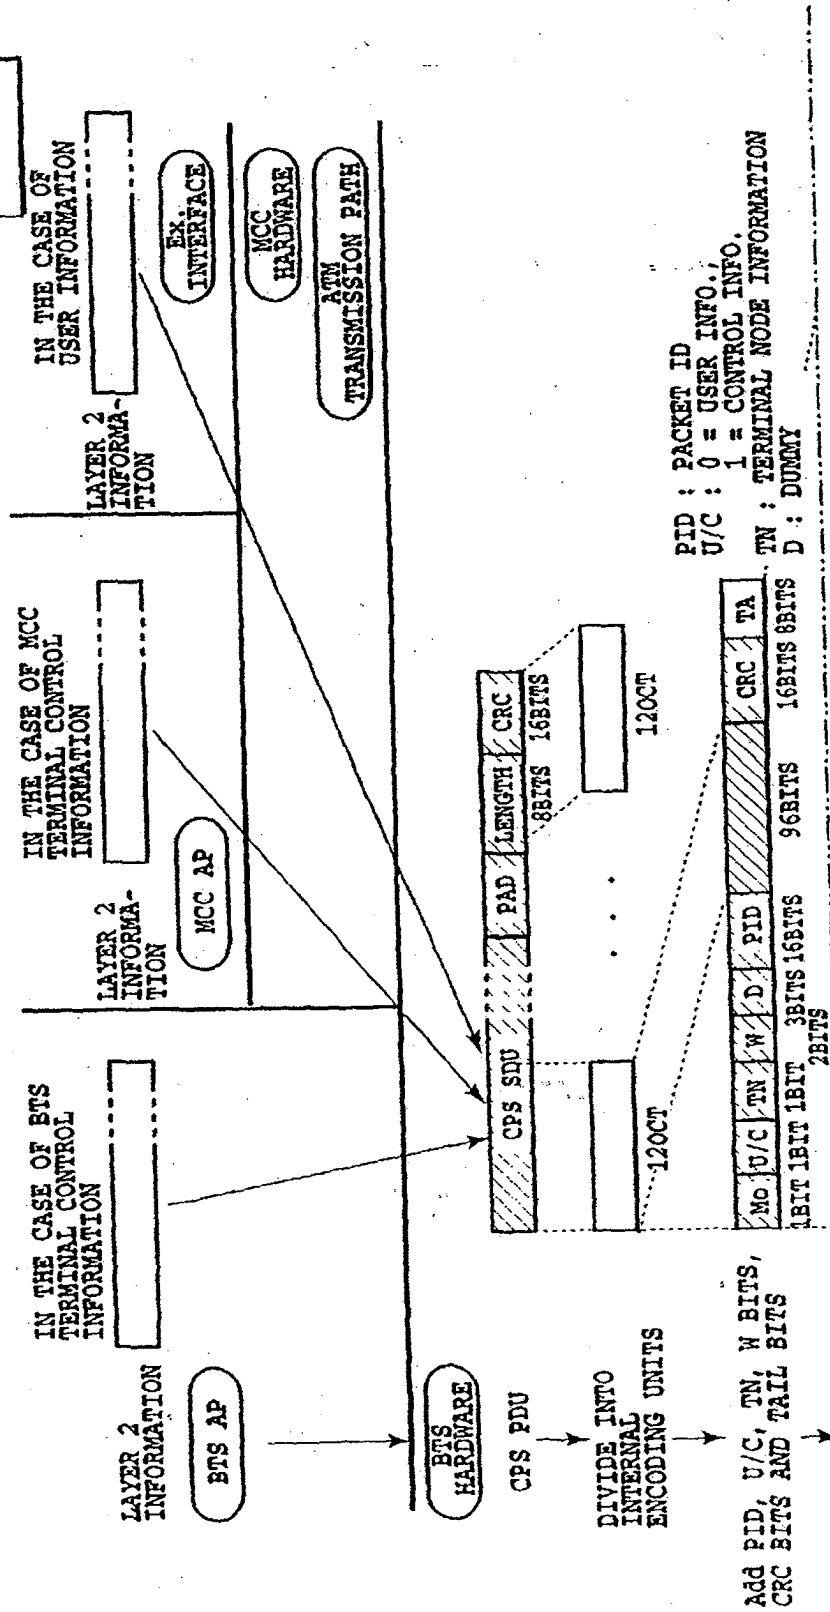 IN THE CASE OF BTS
TERMINAL CONTROL
INFORMATION
LAYER 2
INFORMATION
BTS AP
IN THE CASE OF MCC
TERMINAL CONTROL
INFORMATION
LAYER 2
INFORMA-
TION
MCC AP
IN THE CASE OF
USER INFORMATION
LAYER 2
INFORMA-
TION
Ex.
INTERFACE
MCC
HARDWARE
ATM
TRANSMISSION PATH
BTS
HARDWARE
CPS PDU
CPS SDU
PAD
LENGTH
CRC
8BITS
16BITS
DIVIDE INTO
INTERNAL
ENCODING UNITS
12OCT
12OCT
Add PID, U/C, TN, W BITS,
CRC BITS AND TAIL BITS
Mo
U/C
TN
W
D
PID
CRC
TA
1BIT
1BIT
1BIT
2BITS
3BITS
16BITS
96BITS
16BITS
8BITS
PID : PACKET ID
U/C : 0 = USER INFO.,
1 = CONTROL INFO.
TN : TERMINAL NODE INFORMATION
D : DUMMY